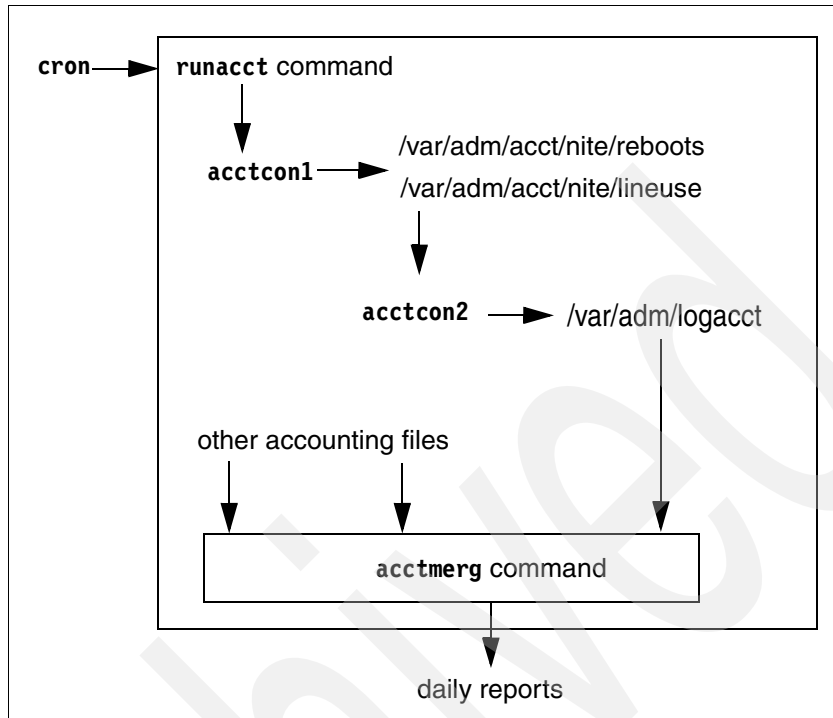 cron
runacct command
/var/adm/acct/nite/reboots
acctcon1
/var/adm/acct/nite/lineuse
acctcon2
/var/adm/logacct
other accounting files
acctmerg command
daily reports